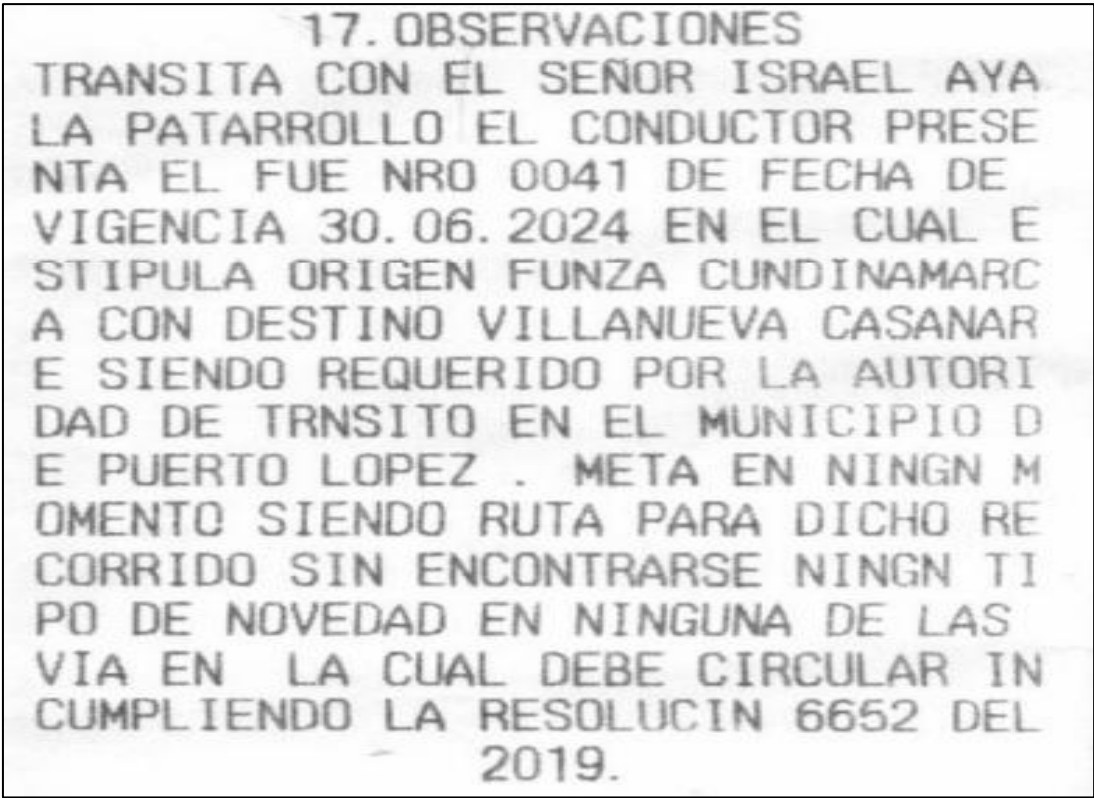 17. OBSERVACIONES
TRANSITA CON EL SEÑOR ISRAEL AYA
LA PATARROLLO EL CONDUCTOR PRESE
NTA EL FUE NRO 0041 DE FECHA DE
VIGENCIA 30.06.2024 EN EL CUAL E
STIPULA ORIGEN FUNZA CUNDINAMARC
A CON DESTINO VILLANUEVA CASANAR
E SIENDO REQUERIDO POR LA AUTORI
DAD DE TRNSITO EN EL MUNICIPIO D
E PUERTO LOPEZ . META EN NINGN M
OMENTO SIENDO RUTA PARA DICHO RE
CORRIDO SIN ENCONTRARSE NINGN TI
PO DE NOVEDAD EN NINGUNA DE LAS
VIA EN  LA CUAL DEBE CIRCULAR IN
CUMPLIENDO LA RESOLUCIN 6652 DEL
2019.